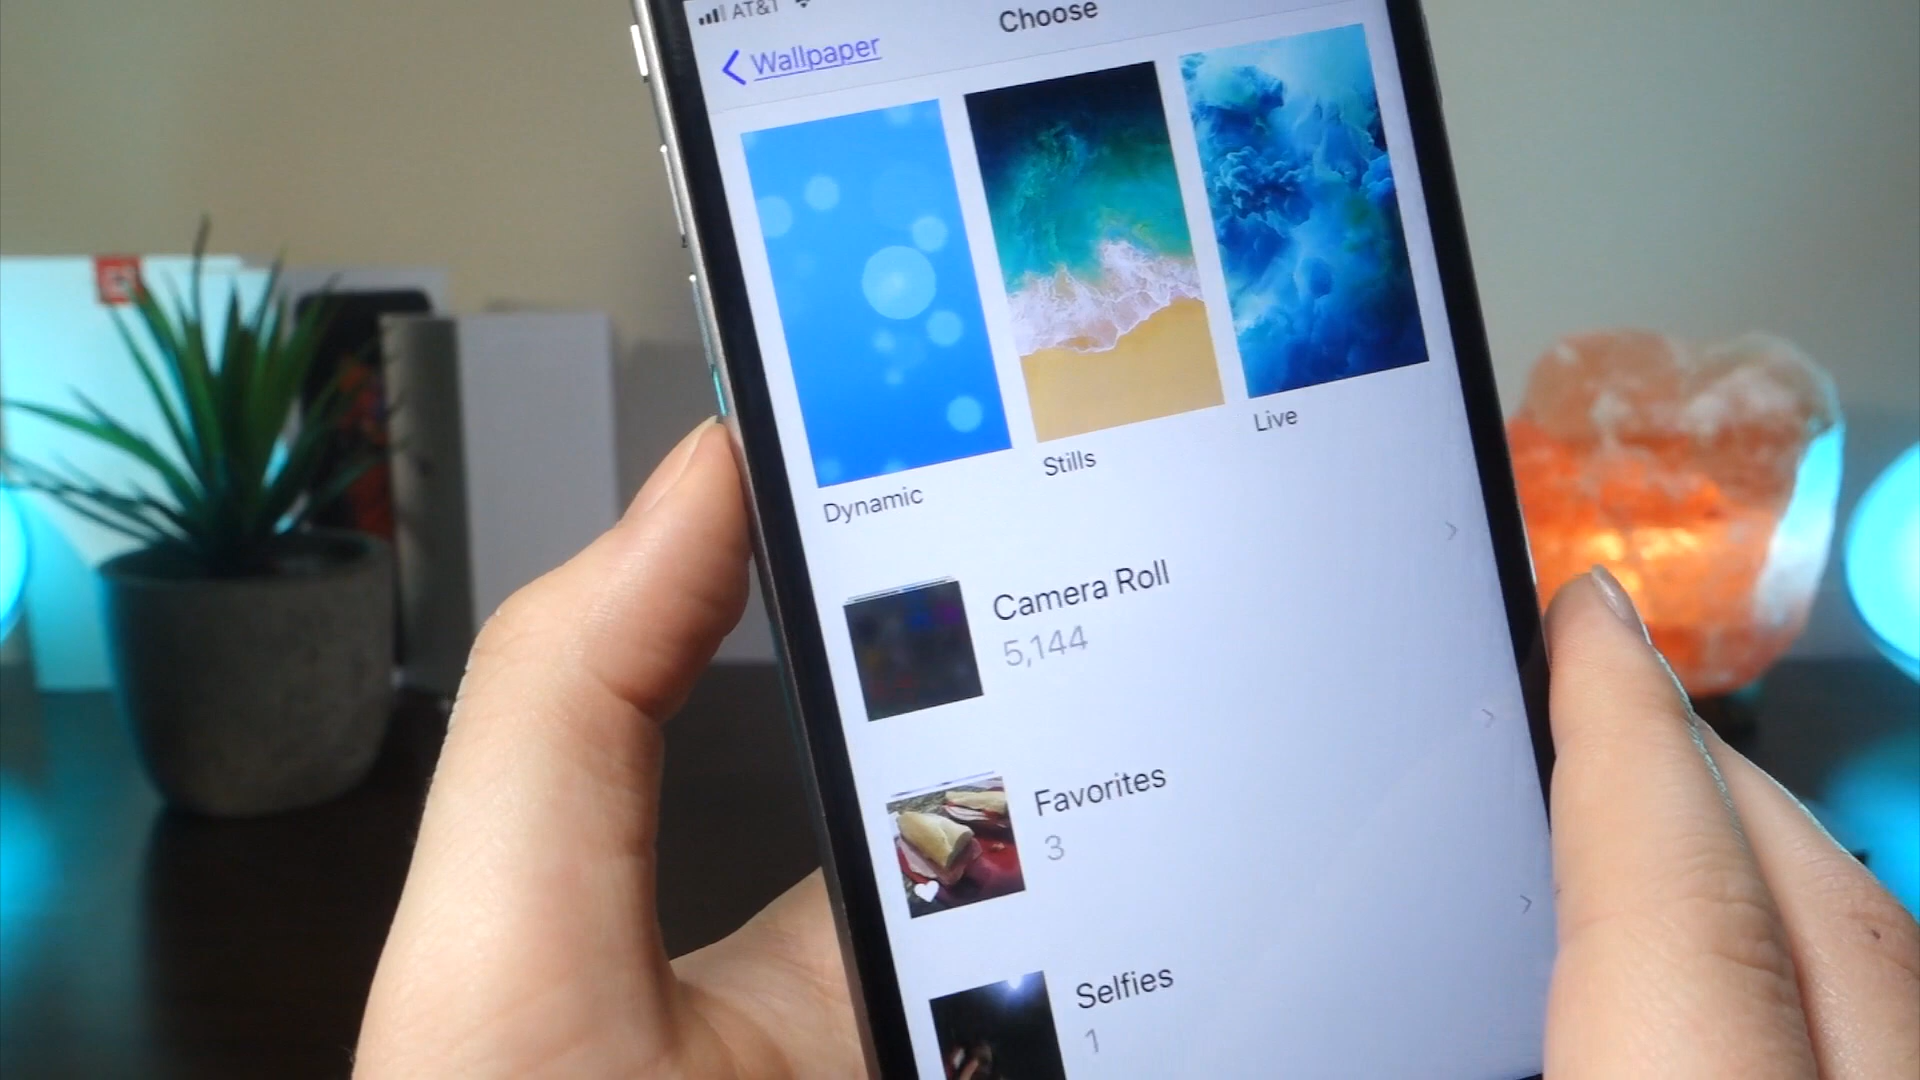 AT&T
Choose
Wallpaper
Dynamic
Stills
Live
Camera Roll
5,144
Favorites
3
Selfies
1